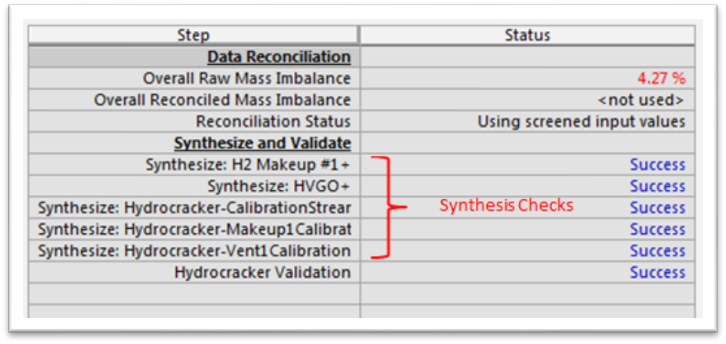 Step Status
Data Reconciliation
Overall Raw Mass Imbalance 4.27 %
Overall Reconciled Mass Imbalance <not used>
Reconciliation Status Using screened input values
Synthesize and Validate
Synthesize: H2 Makeup #1+ Success
Synthesize: HVGO+ Success
Synthesize: Hydrocracker-CalibrationStrear Synthesis Checks Success
Synthesize: Hydrocracker-Makeup1Calibrat Success
Synthesize: Hydrocracker-Vent1Calibration Success
Hydrocracker Validation Success